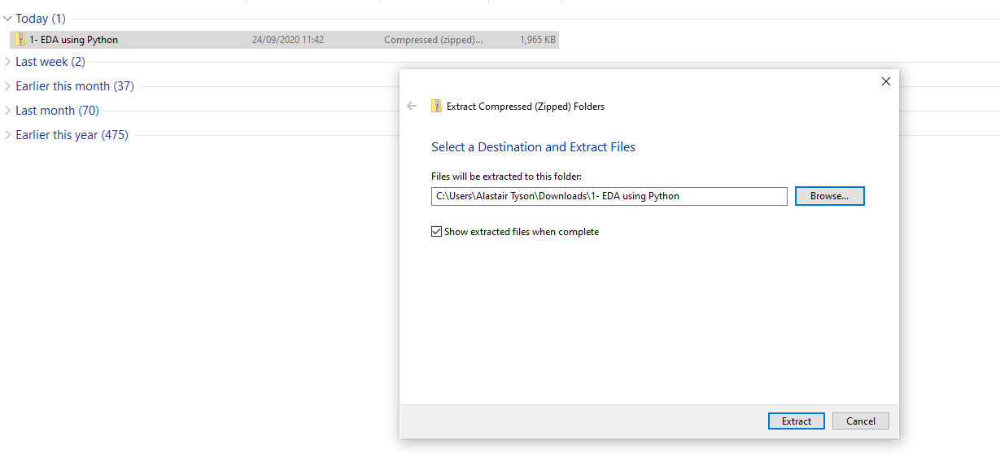 Today (1)
1- EDA using Python 24/09/2020 11:42 Compressed (zipped)... 1,965 KB
Last week (2)
Earlier this month (37)
Last month (70)
Earlier this year (475)
Extract Compressed (Zipped) Folders
Select a Destination and Extract Files
Files will be extracted to this folder:
C:\Users\Alastair Tyson\Downloads\1- EDA using Python Browse...
Show extracted files when complete
Extract Cancel